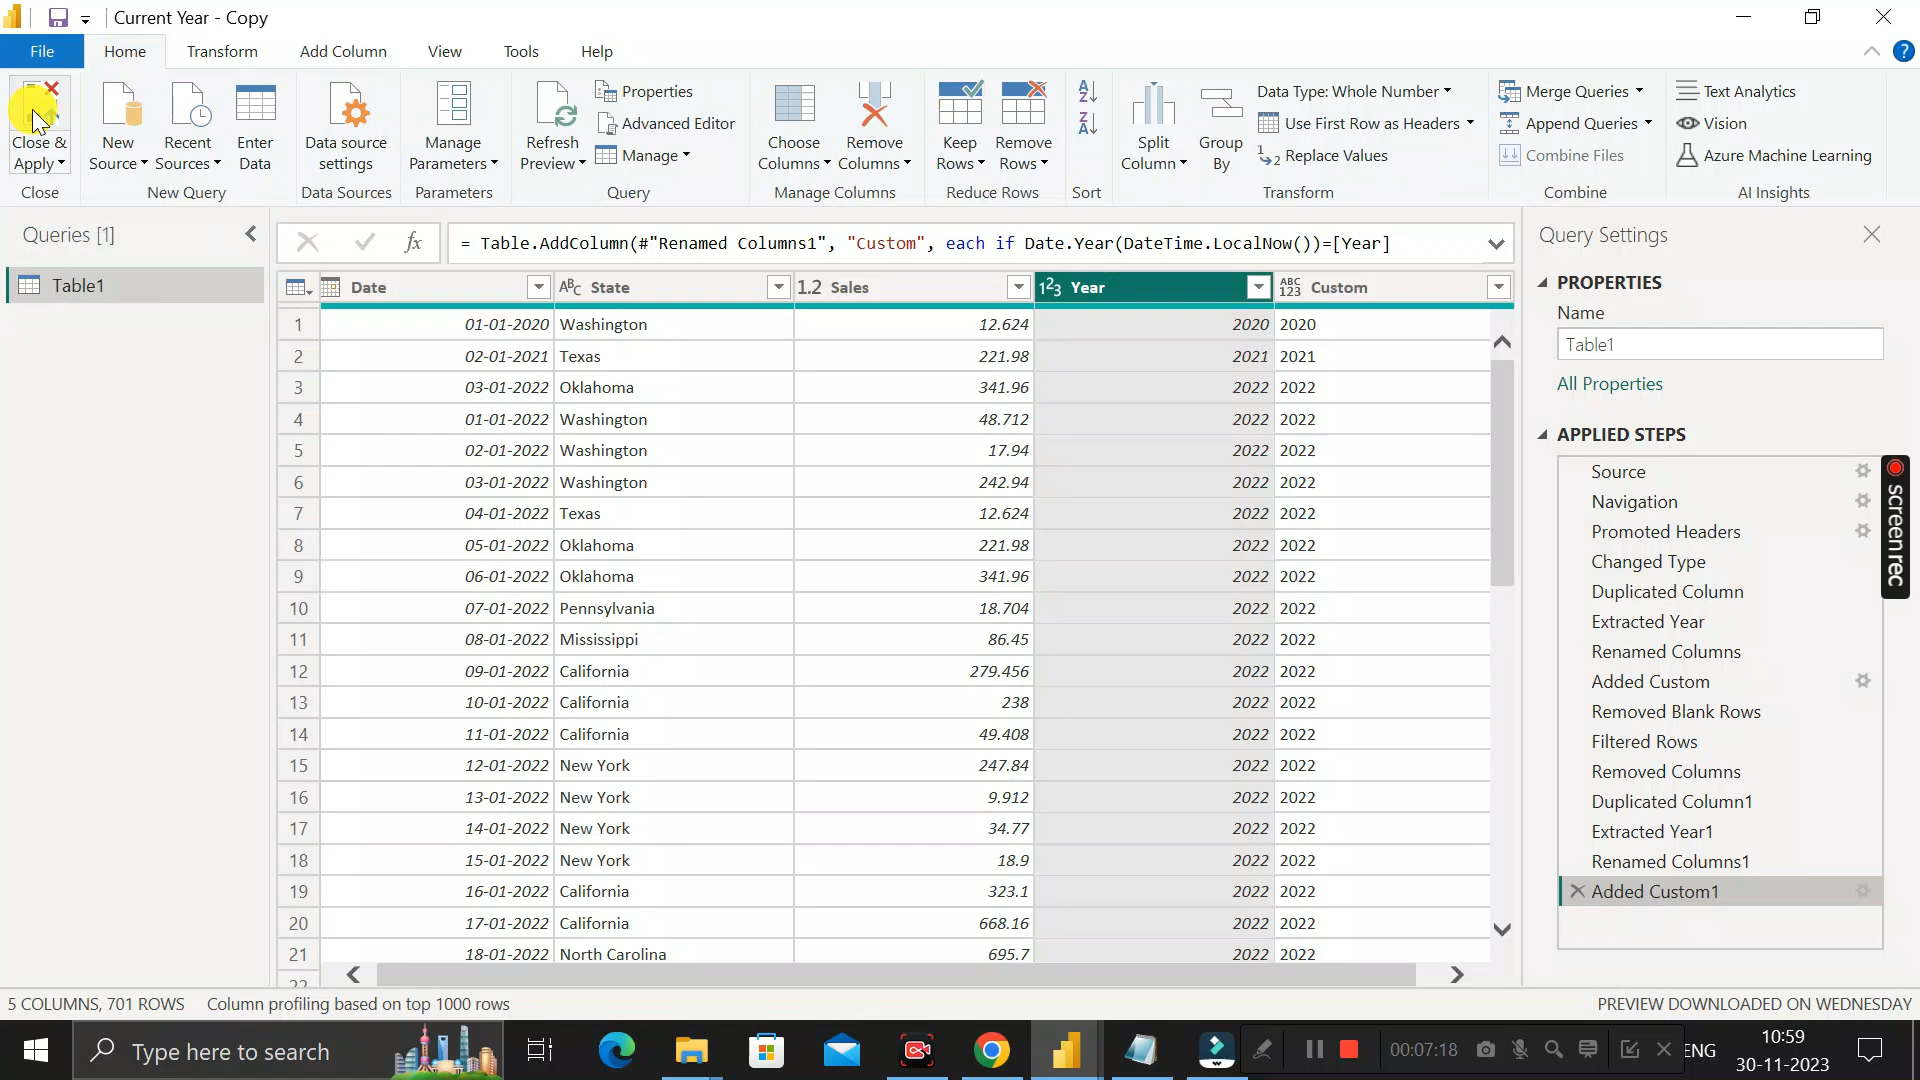 Current Year - Copy
File Home Transform Add Column View Tools Help
Close & Apply
Close
New Source
Recent Sources
Enter Data
New Query
Data source settings
Data Sources
Manage Parameters
Parameters
Refresh Preview
Properties
Advanced Editor
Manage
Query
Choose Columns
Remove Columns
Manage Columns
Keep Rows
Remove Rows
Reduce Rows
Sort
Split Column
Group By
Data Type: Whole Number
Use First Row as Headers
Replace Values
Transform
Merge Queries
Append Queries
Combine Files
Combine
Text Analytics
Vision
Azure Machine Learning
AI Insights
Queries [1]
Table1
fx = Table.AddColumn(#"Renamed Columns1", "Custom", each if Date.Year(DateTime.LocalNow())=[Year]
Date ABC State 1.2 Sales 123 Year ABC 123 Custom
1 01-01-2020 Washington 12.624 2020 2020
2 02-01-2021 Texas 221.98 2021 2021
3 03-01-2022 Oklahoma 341.96 2022 2022
4 01-01-2022 Washington 48.712 2022 2022
5 02-01-2022 Washington 17.94 2022 2022
6 03-01-2022 Washington 242.94 2022 2022
7 04-01-2022 Texas 12.624 2022 2022
8 05-01-2022 Oklahoma 221.98 2022 2022
9 06-01-2022 Oklahoma 341.96 2022 2022
10 07-01-2022 Pennsylvania 18.704 2022 2022
11 08-01-2022 Mississippi 86.45 2022 2022
12 09-01-2022 California 279.456 2022 2022
13 10-01-2022 California 238 2022 2022
14 11-01-2022 California 49.408 2022 2022
15 12-01-2022 New York 247.84 2022 2022
16 13-01-2022 New York 9.912 2022 2022
17 14-01-2022 New York 34.77 2022 2022
18 15-01-2022 New York 18.9 2022 2022
19 16-01-2022 California 323.1 2022 2022
20 17-01-2022 California 668.16 2022 2022
21 18-01-2022 North Carolina 695.7 2022 2022
22
Query Settings
PROPERTIES
Name
Table1
All Properties
APPLIED STEPS
Source
Navigation
Promoted Headers
Changed Type
Duplicated Column
Extracted Year
Renamed Columns
Added Custom
Removed Blank Rows
Filtered Rows
Removed Columns
Duplicated Column1
Extracted Year1
Renamed Columns1
Added Custom1
screenrec
5 COLUMNS, 701 ROWS Column profiling based on top 1000 rows
PREVIEW DOWNLOADED ON WEDNESDAY
Type here to search
00:07:18
ENG
10:59
30-11-2023